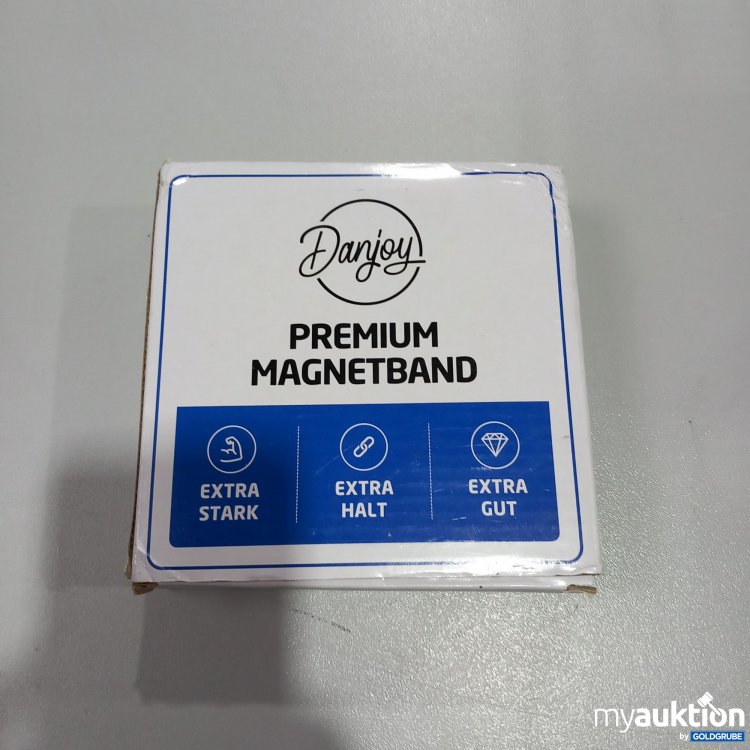 Danjoy
PREMIUM
MAGNETBAND
EXTRA
STARK
EXTRA
HALT
EXTRA
GUT
myauktion
by GOLDGRUBE